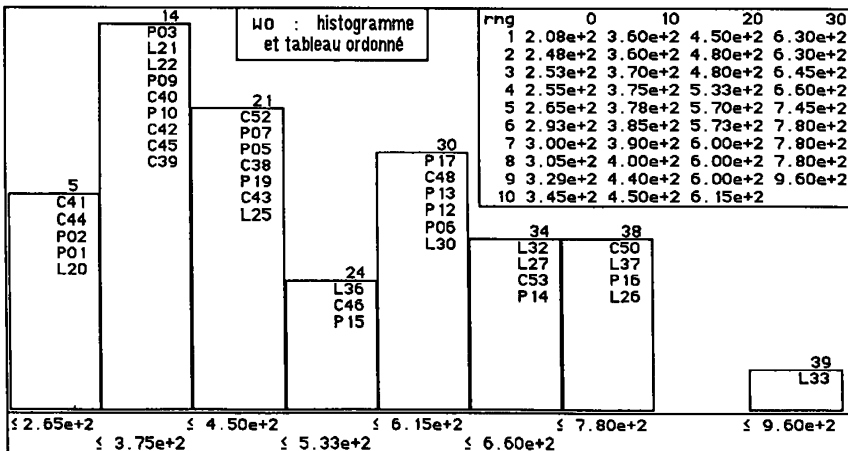 wo : histogramme
et tableau ordonné
rng 0 10 20 30
1 2.08e+2 3.60e+2 4.50e+2 6.30e+2
2 2.48e+2 3.60e+2 4.80e+2 6.30e+2
3 2.53e+2 3.70e+2 4.80e+2 6.45e+2
4 2.55e+2 3.75e+2 5.33e+2 6.60e+2
5 2.65e+2 3.78e+2 5.70e+2 7.45e+2
6 2.93e+2 3.85e+2 5.73e+2 7.80e+2
7 3.00e+2 3.90e+2 6.00e+2 7.80e+2
8 3.05e+2 4.00e+2 6.00e+2 7.80e+2
9 3.29e+2 4.40e+2 6.00e+2 9.60e+2
10 3.45e+2 4.50e+2 6.15e+2
5
C41
C44
P02
P01
L20
14
P03
L21
L22
P09
C40
P10
C42
C45
C39
21
C52
P07
P05
C38
P19
C43
L25
24
L36
C46
P15
30
P17
C48
P13
P12
P06
L30
34
L32
L27
C53
P14
38
C50
L37
P16
L26
39
L33
≤ 2.65e+2
≤ 3.75e+2
≤ 4.50e+2
≤ 5.33e+2
≤ 6.15e+2
≤ 6.60e+2
≤ 7.80e+2
≤ 9.60e+2